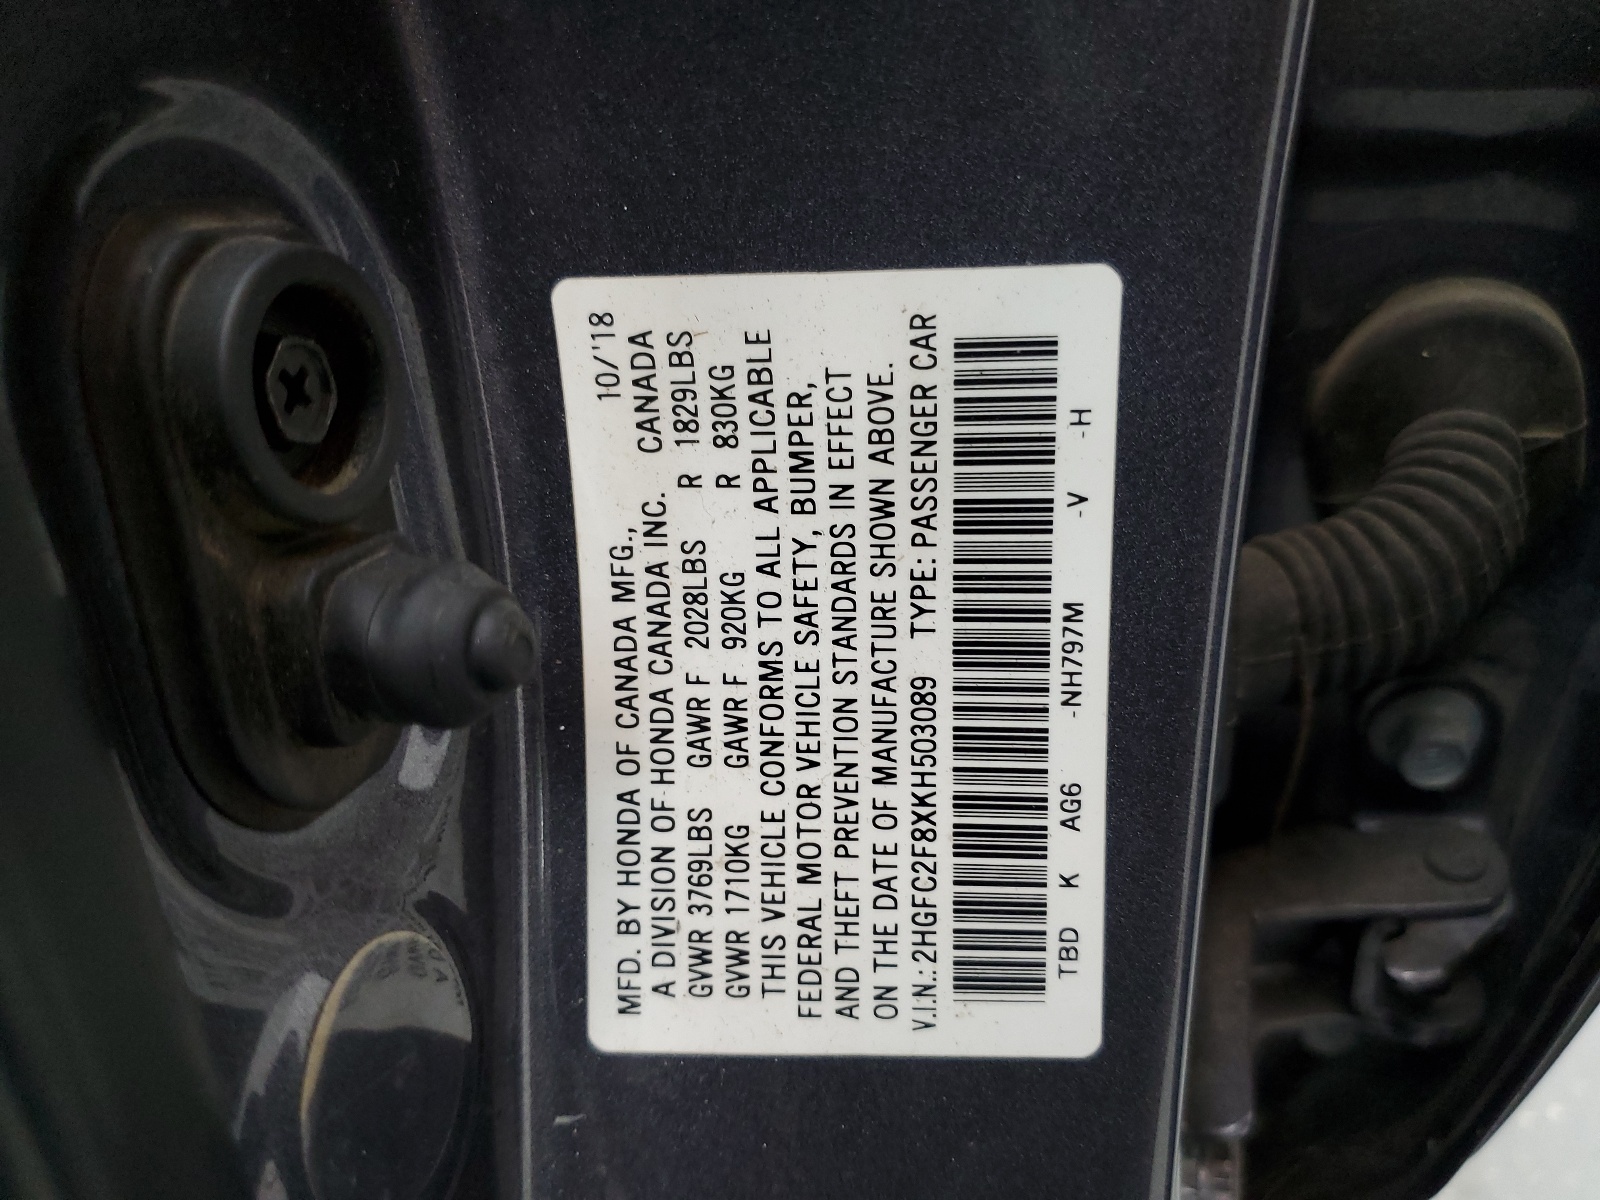 MFD. BY HONDA OF CANADA MFG., 10/'18
A DIVISION OF HONDA CANADA INC. CANADA
GVWR 3769LBS GAWR F 2028LBS R 1829LBS
GVWR 1710KG GAWR F 920KG R 830KG
THIS VEHICLE CONFORMS TO ALL APPLICABLE
FEDERAL MOTOR VEHICLE SAFETY, BUMPER,
AND THEFT PREVENTION STANDARDS IN EFFECT
ON THE DATE OF MANUFACTURE SHOWN ABOVE.
V.I.N.: 2HGFC2F8XKH503089 TYPE: PASSENGER CAR
TBD K AG6 -NH797M -V -H